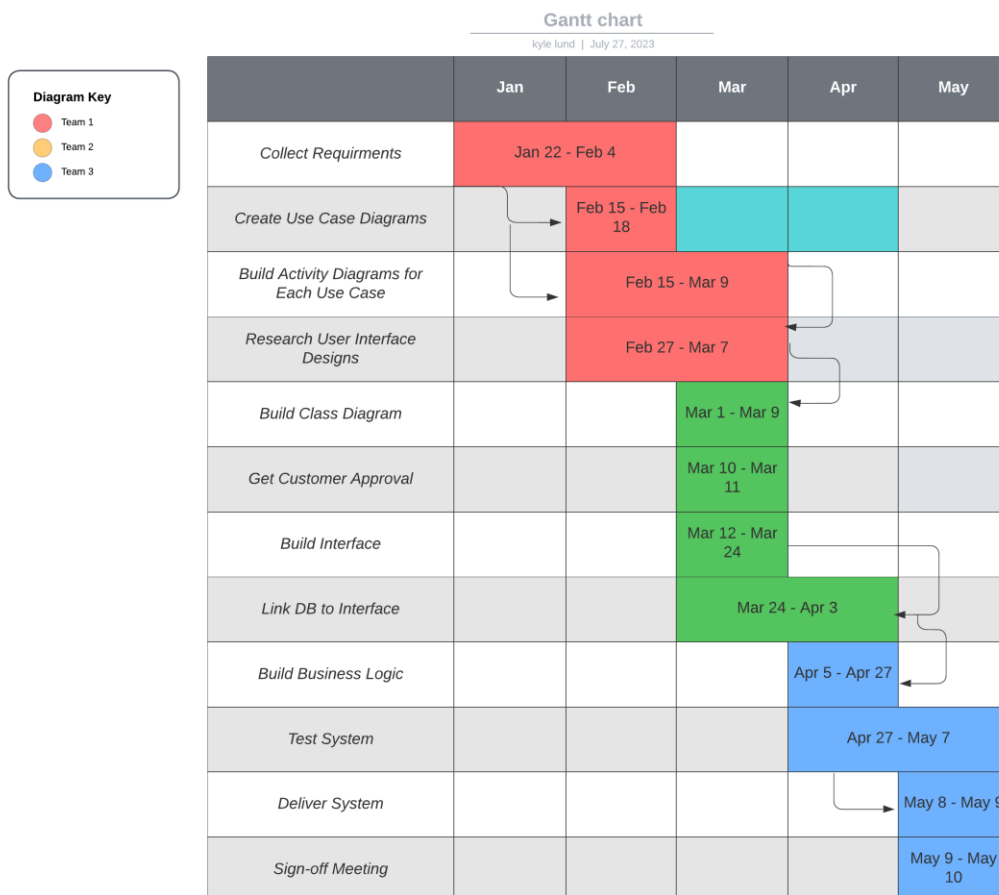 Gantt chart
kyle lund | July 27, 2023
Diagram Key
Team 1
Team 2
Team 3
Jan Feb Mar Apr May
Collect Requirments
Jan 22 - Feb 4
Create Use Case Diagrams
Feb 15 - Feb
18
Build Activity Diagrams for
Each Use Case
Feb 15 - Mar 9
Research User Interface
Designs
Feb 27 - Mar 7
Build Class Diagram
Mar 1 - Mar 9
Get Customer Approval
Mar 10 - Mar
11
Build Interface
Mar 12 - Mar
24
Link DB to Interface
Mar 24 - Apr 3
Build Business Logic
Apr 5 - Apr 27
Test System
Apr 27 - May 7
Deliver System
May 8 - May 9
Sign-off Meeting
May 9 - May
10